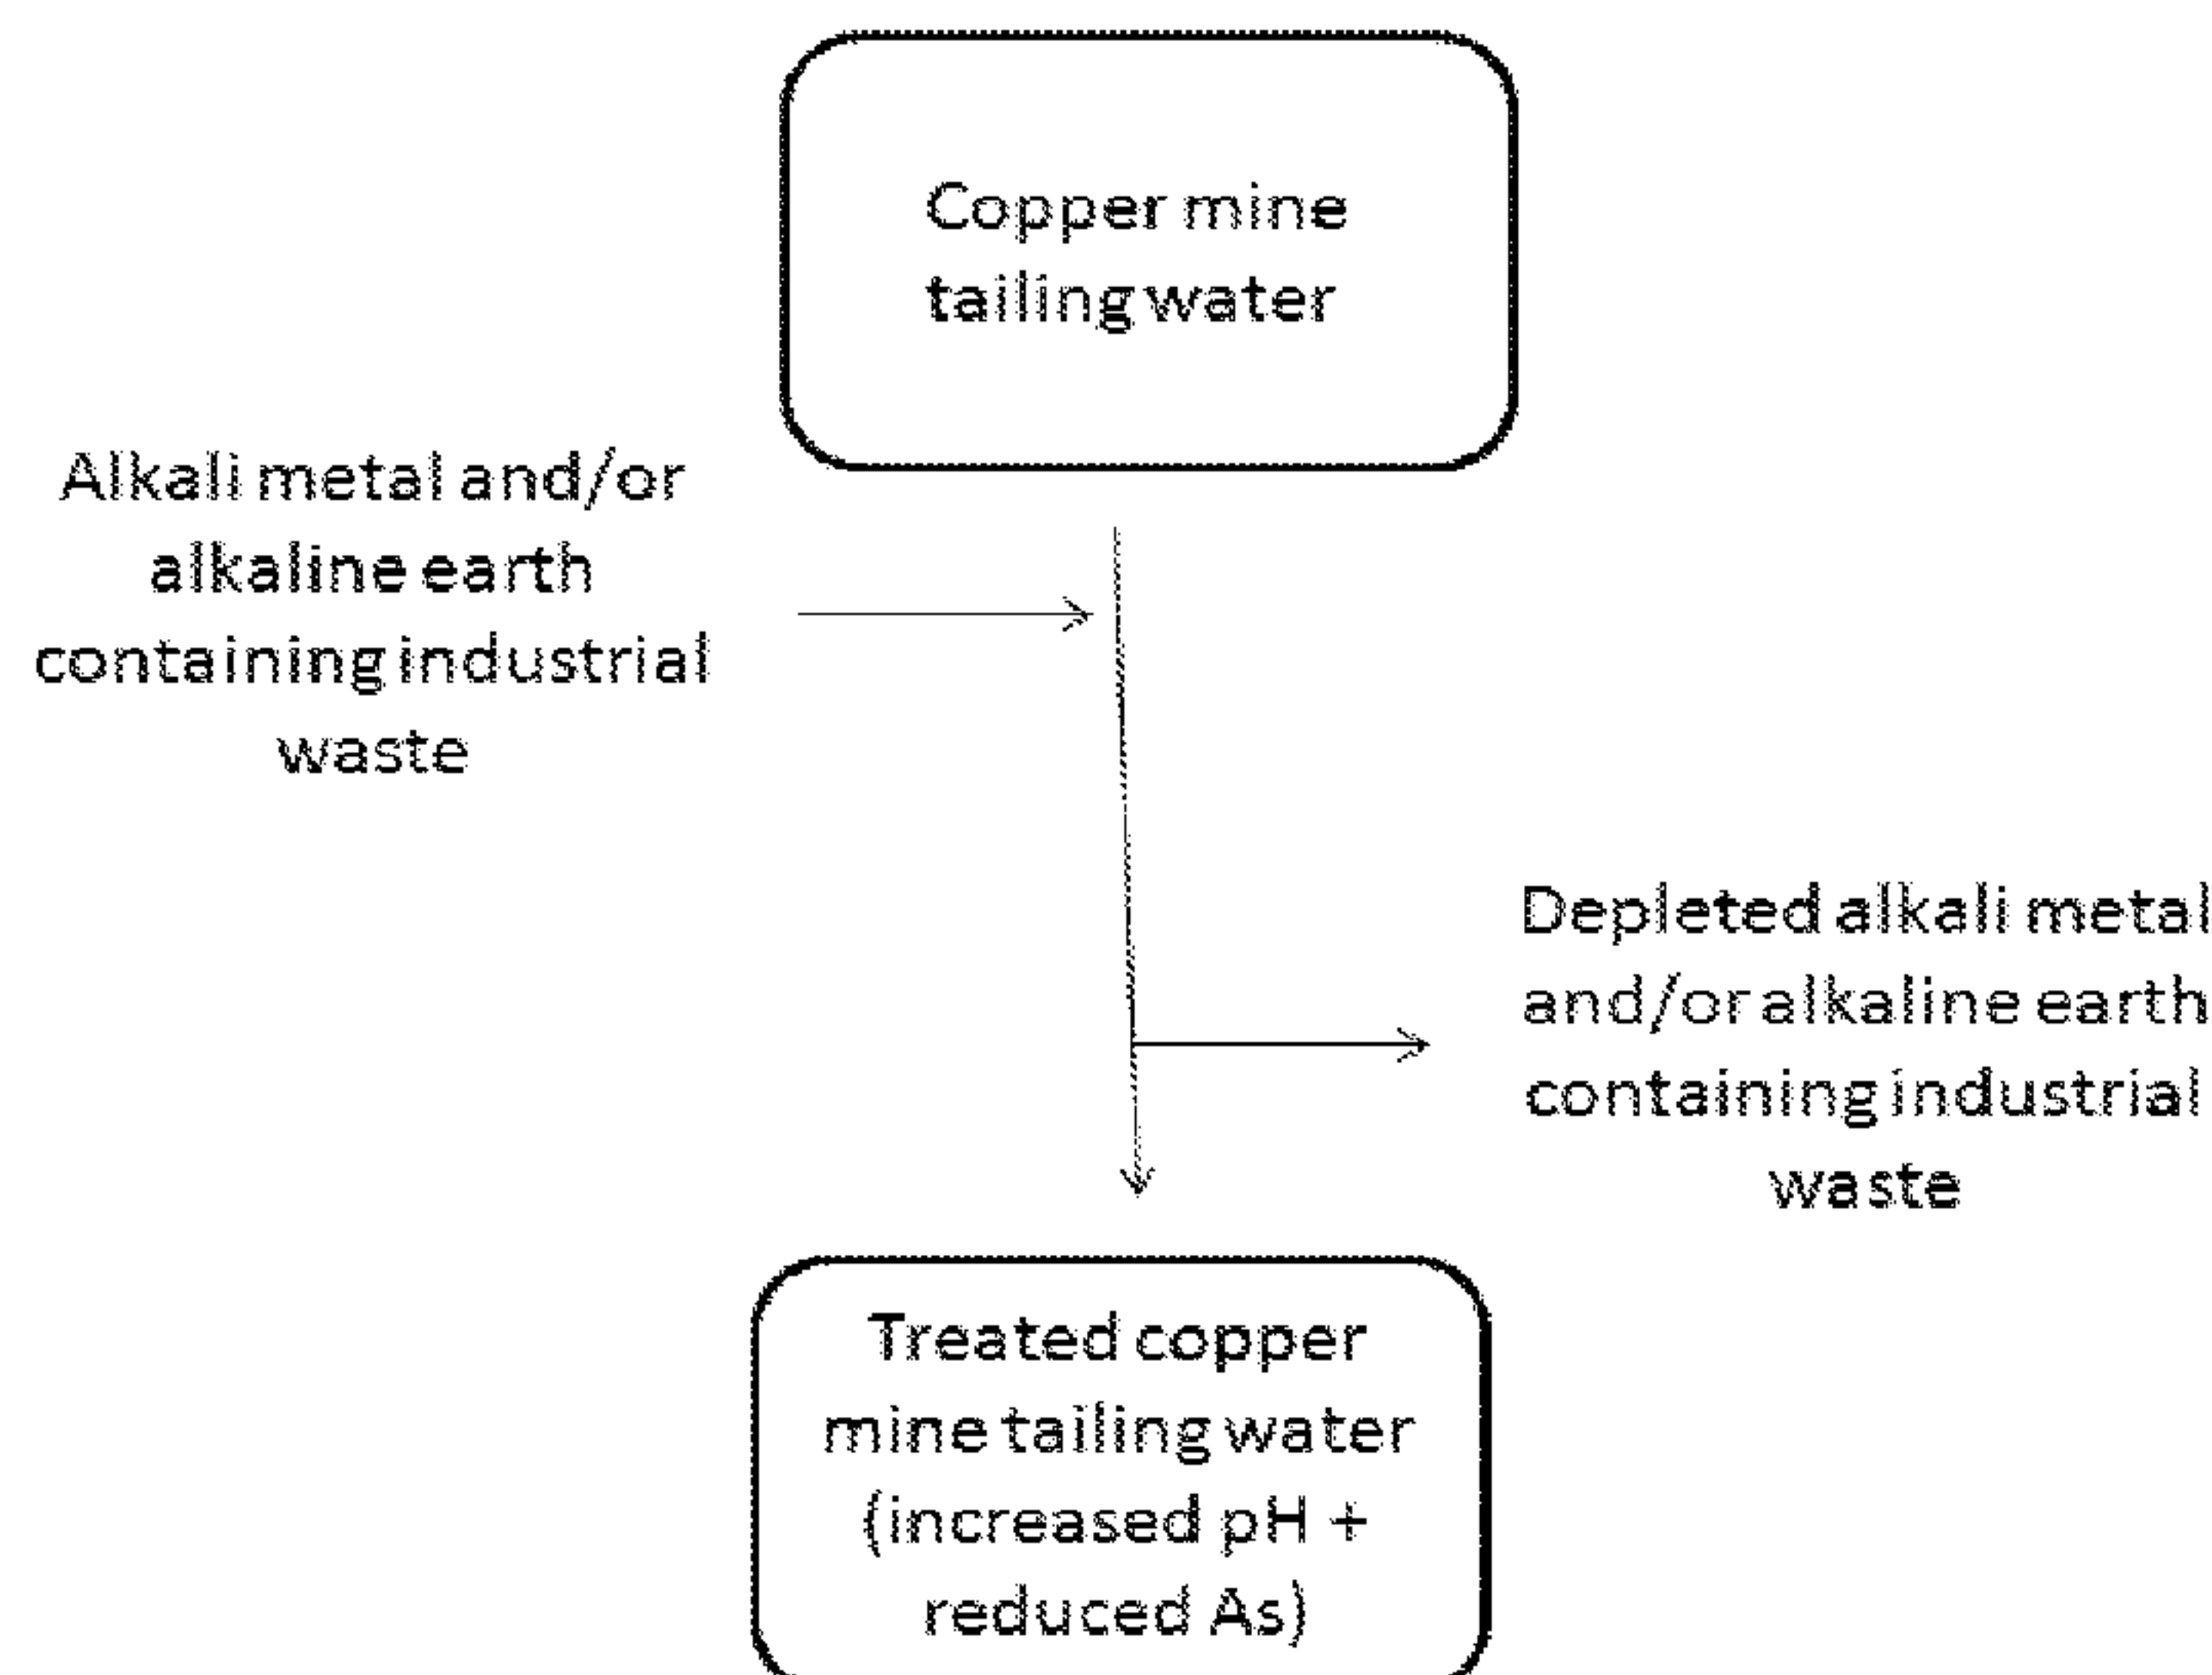 Copper mine
tailing water
Alkali metal and/or
alkaline earth
containing industrial
waste
Depleted alkali metal
and/or alkaline earth
containing industrial
waste
Treated copper
mine tailing water
(increased pH +
reduced As)